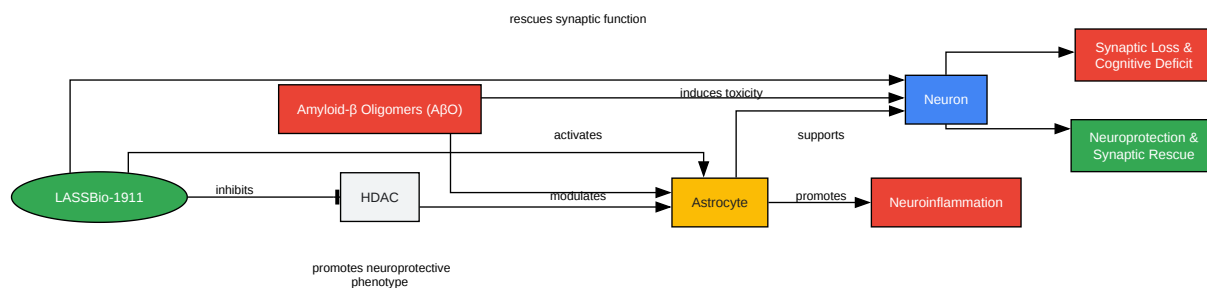 rescues synaptic function
Synaptic Loss &
Cognitive Deficit
Amyloid-β Oligomers (AβO)
induces toxicity
Neuron
activates
supports
Neuroprotection &
Synaptic Rescue
LASSBio-1911
inhibits
HDAC
modulates
Astrocyte
promotes
Neuroinflammation
promotes neuroprotective
phenotype